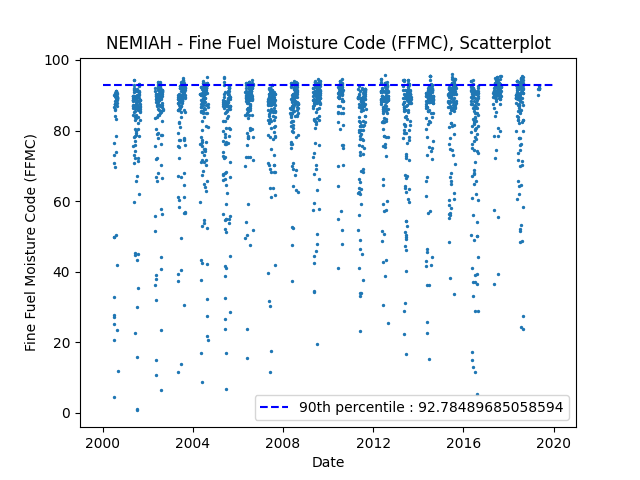 NEMIAH - Fine Fuel Moisture Code (FFMC), Scatterplot
Fine Fuel Moisture Code (FFMC)
100
80
60
40
20
0
90th percentile : 92.78489685058594
2000 2004 2008 2012 2016 2020
Date